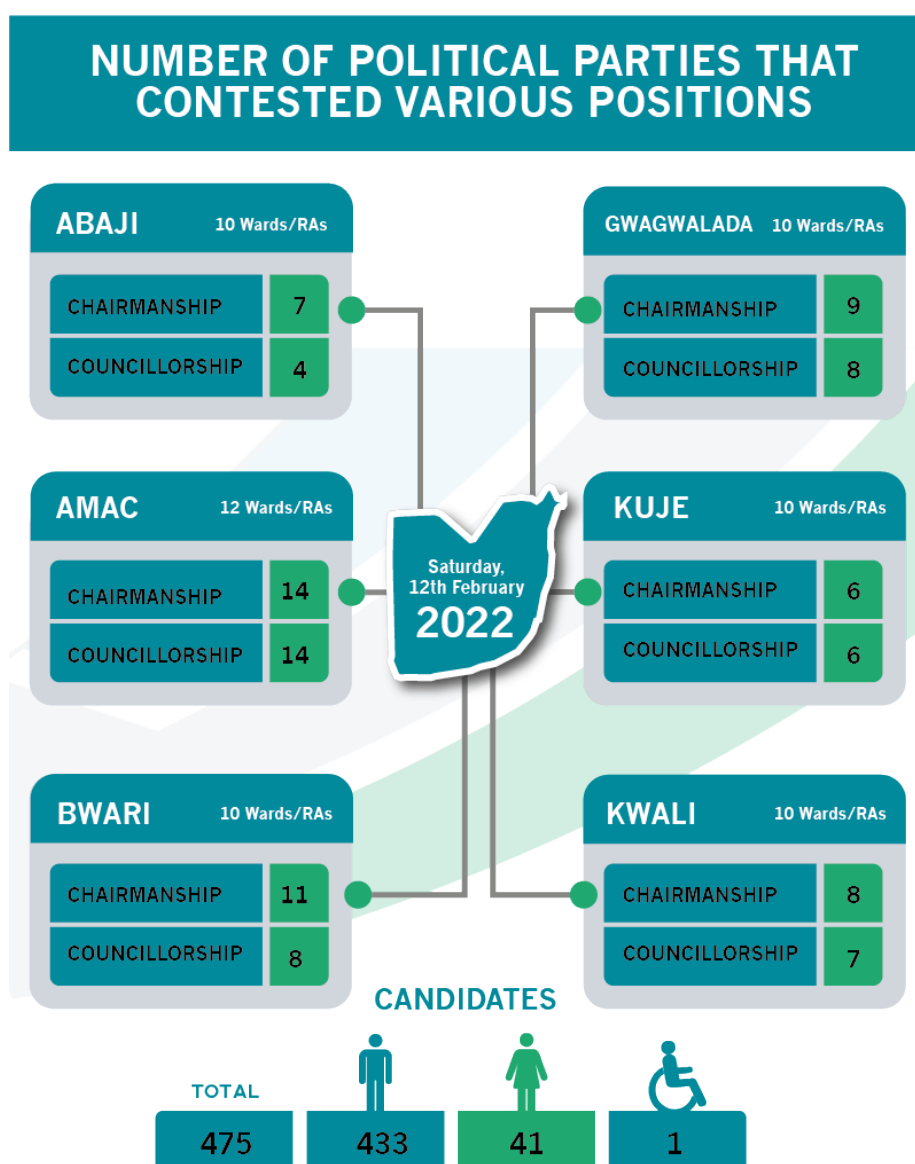 NUMBER OF POLITICAL PARTIES THAT
CONTESTED VARIOUS POSITIONS
ABAJI 10 Wards/RAs
CHAIRMANSHIP 7
COUNCILLORSHIP 4
GWAGWALADA 10 Wards/RAs
CHAIRMANSHIP 9
COUNCILLORSHIP 8
AMAC 12 Wards/RAs
CHAIRMANSHIP 14
COUNCILLORSHIP 14
Saturday,
12th February
2022
KUJE 10 Wards/RAs
CHAIRMANSHIP 6
COUNCILLORSHIP 6
BWARI 10 Wards/RAs
CHAIRMANSHIP 11
COUNCILLORSHIP 8
KWALI 10 Wards/RAs
CHAIRMANSHIP 8
COUNCILLORSHIP 7
CANDIDATES
TOTAL
475 433 41 1